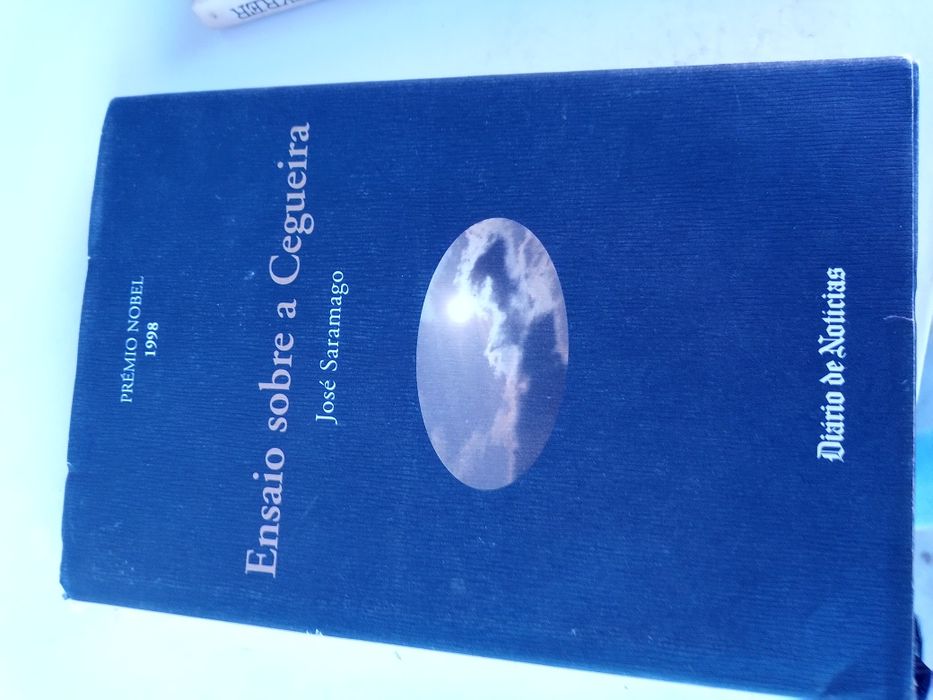 PRÉMIO NOBEL
1998
Ensaio sobre a Cegueira
José Saramago
Diário de Notícias